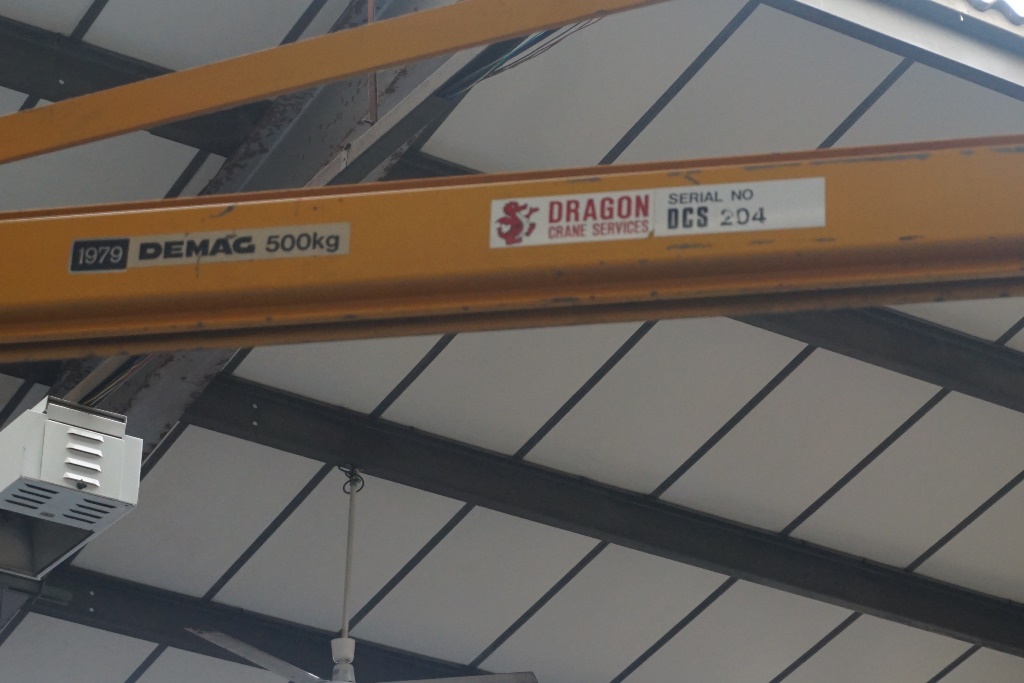 1979 DEMAG 500kg
DRAGON
CRANE SERVICES
SERIAL NO
DCS 204